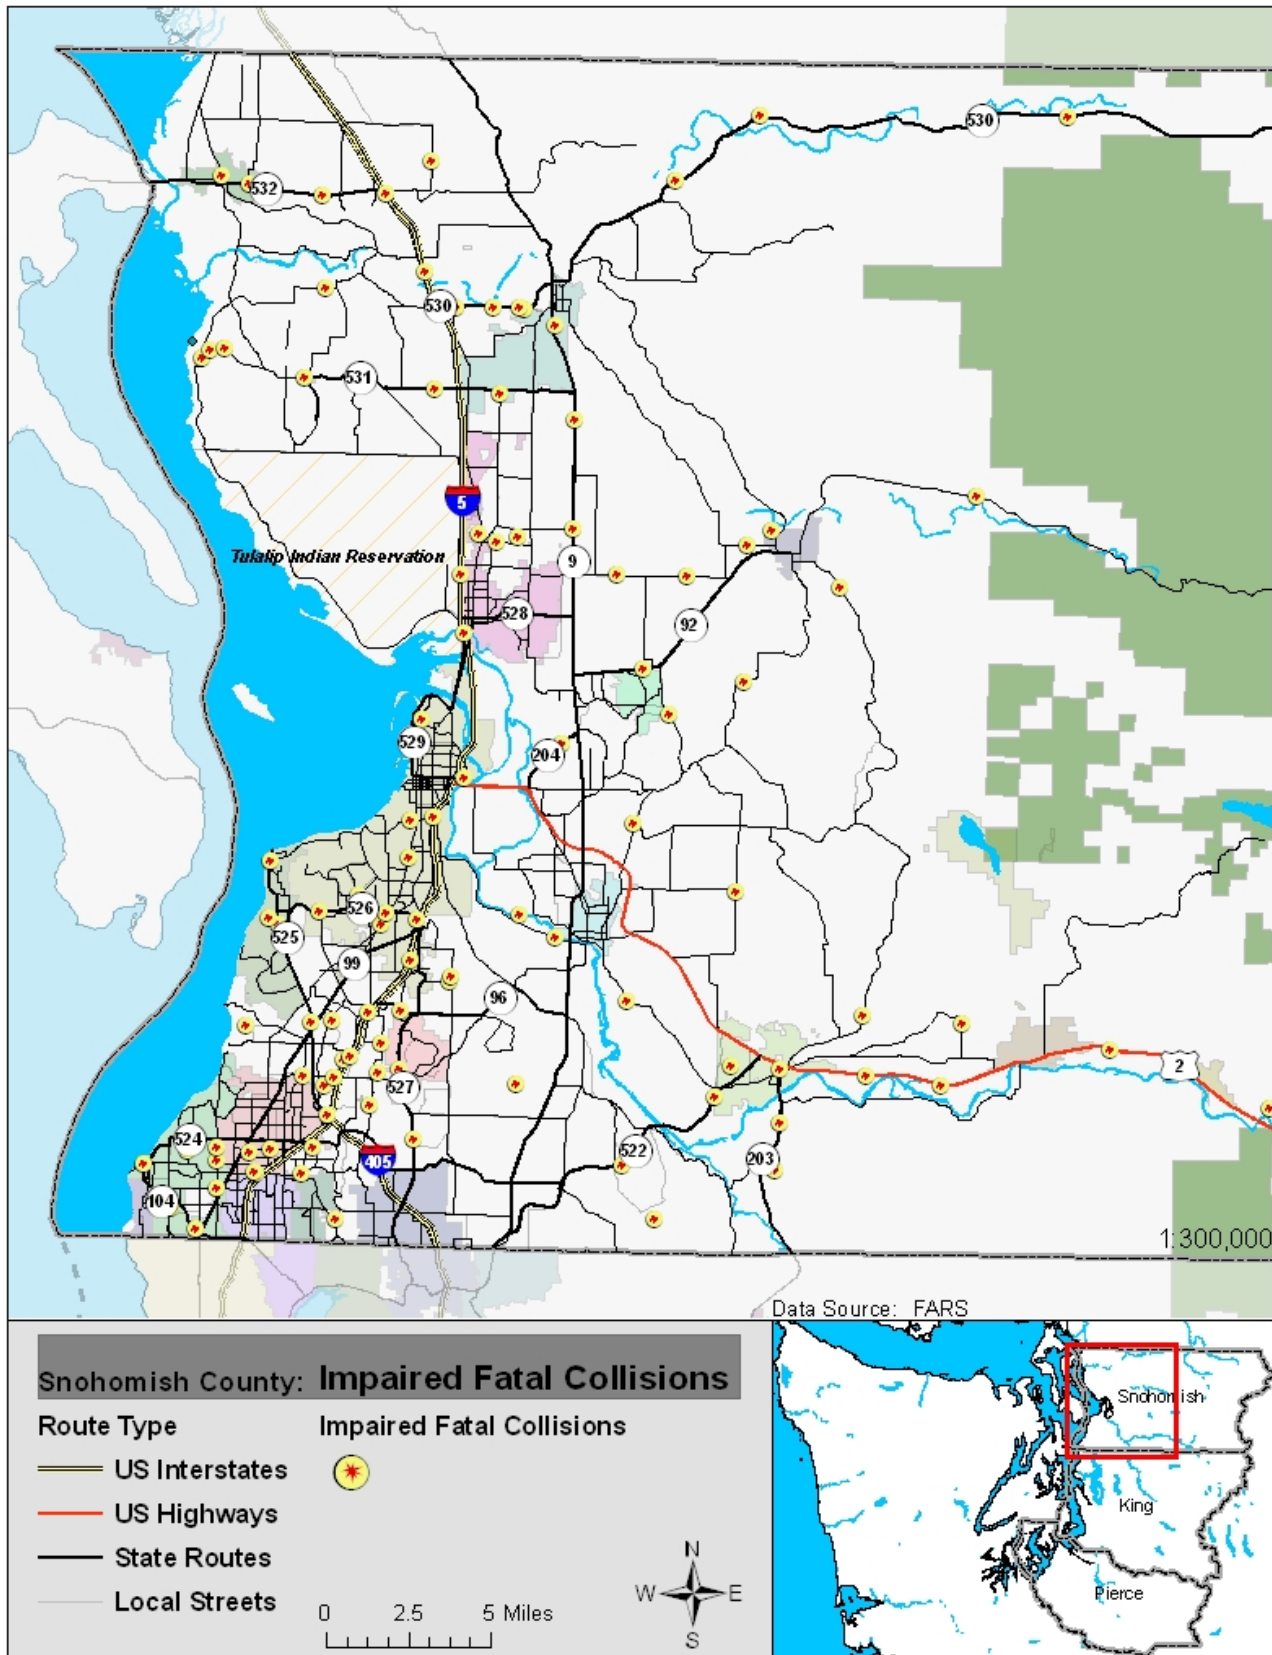 530
532
530
531
5
Tulalip Indian Reservation
9
528
92
529
204
526
525
99
96
2
527
524
522
203
405
104
1:300,000
Data Source: FARS
Snohomish County: Impaired Fatal Collisions
Route Type
Impaired Fatal Collisions
US Interstates
US Highways
State Routes
Local Streets
0 2.5 5 Miles
N
W E
S
Snohomish
King
Pierce